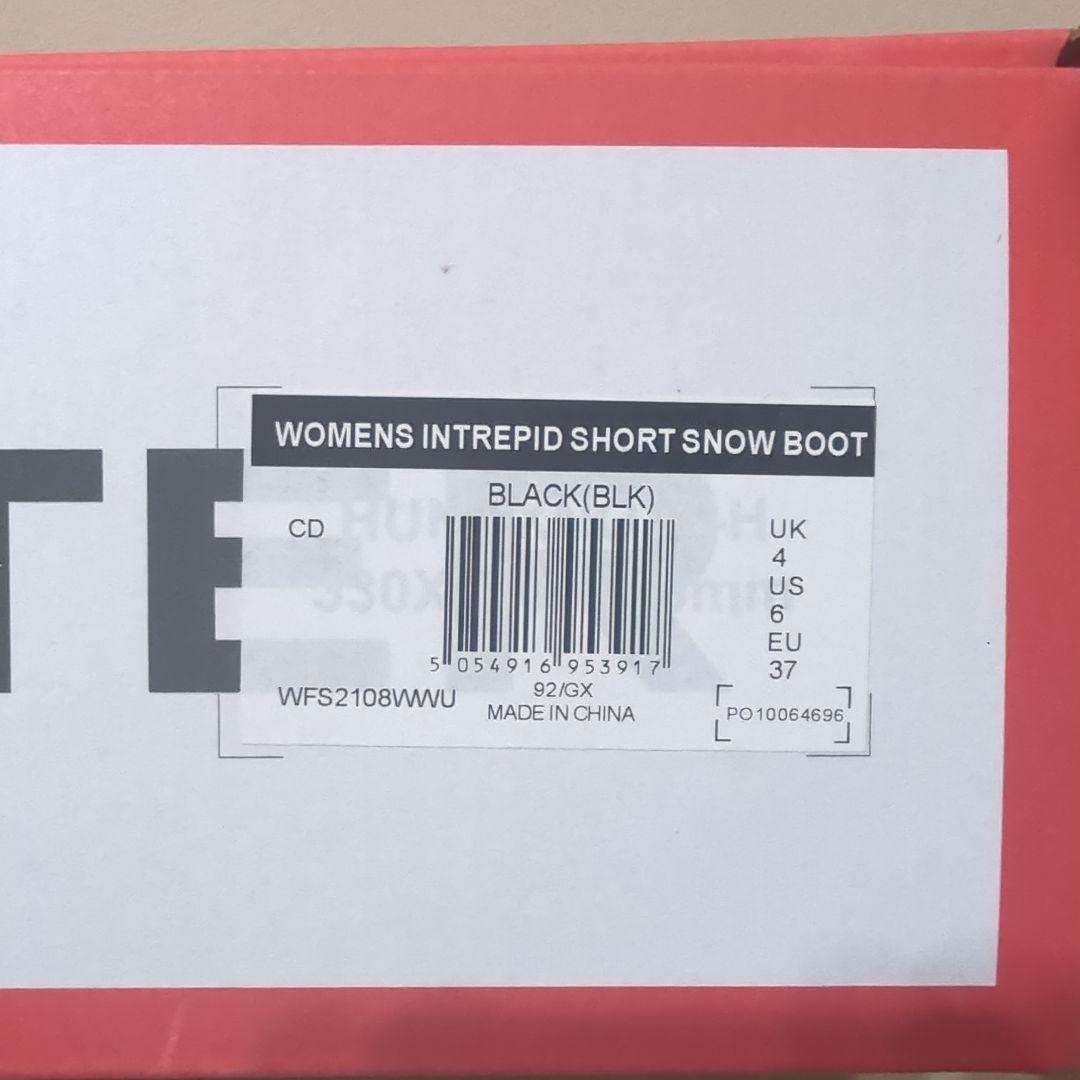 TE
WOMENS INTREPID SHORT SNOW BOOT
BLACK(BLK)
CD
UK
4
US
6
EU
37
5 054916 953917
WFS2108WWU
92/GX
MADE IN CHINA
PO10064696